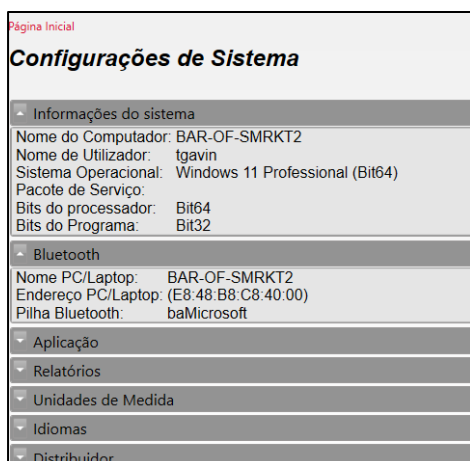 Página Inicial
Configurações de Sistema
Informações do sistema
Nome do Computador: BAR-OF-SMRKT2
Nome de Utilizador: tgavin
Sistema Operacional: Windows 11 Professional (Bit64)
Pacote de Serviço:
Bits do processador: Bit64
Bits do Programa: Bit32
Bluetooth
Nome PC/Laptop: BAR-OF-SMRKT2
Endereço PC/Laptop: (E8:48:B8:C8:40:00)
Pilha Bluetooth: baMicrosoft
Aplicação
Relatórios
Unidades de Medida
Idiomas
Distribuidor